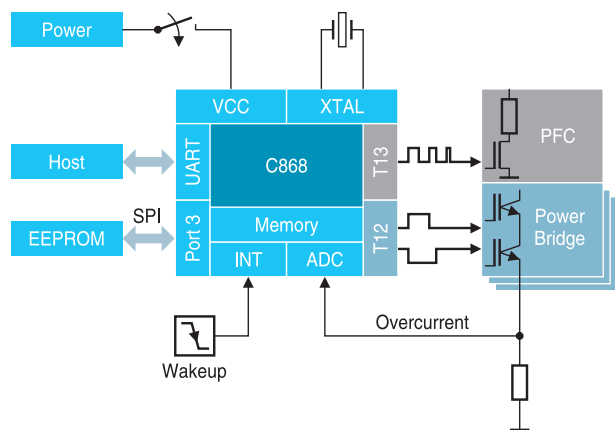 Power
VCC
XTAL
Host
UART
C868
T13
PFC
SPI
EEPROM
Port 3
Memory
T12
Power
Bridge
INT
ADC
Overcurrent
Wakeup